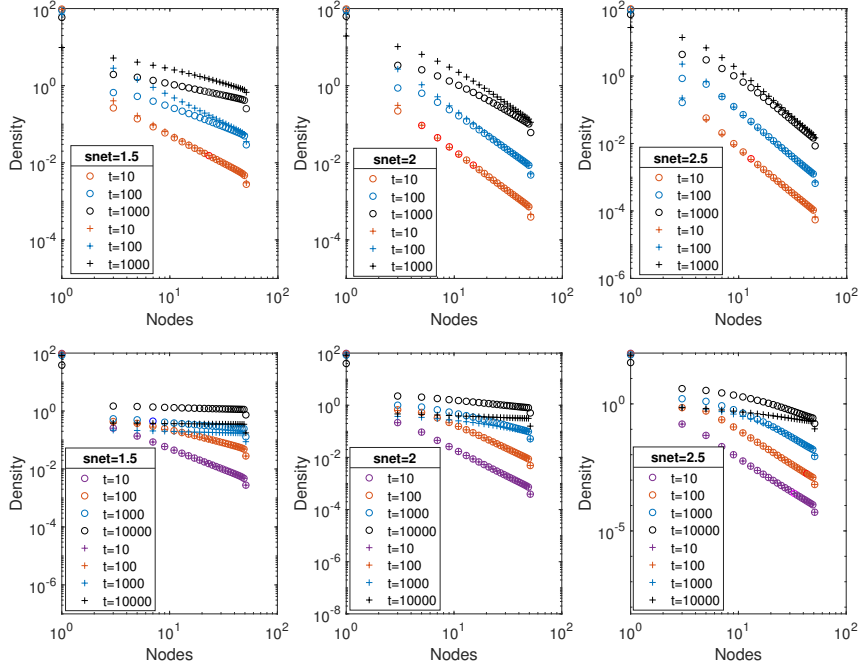 10^2
10^0
10^-2
10^-4
Density
snet=1.5
t=10
t=100
t=1000
t=10
t=100
t=1000
10^0
10^1
10^2
Nodes
10^2
10^0
10^-2
10^-4
Density
snet=2
t=10
t=100
t=1000
t=10
t=100
t=1000
10^0
10^1
10^2
Nodes
10^2
10^0
10^-2
10^-4
10^-6
Density
snet=2.5
t=10
t=100
t=1000
t=10
t=100
t=1000
10^0
10^1
10^2
Nodes
10^2
10^0
10^-2
10^-4
10^-6
Density
snet=1.5
t=10
t=100
t=1000
t=10000
t=10
t=100
t=1000
t=10000
10^0
10^1
10^2
Nodes
10^2
10^0
10^-2
10^-4
10^-6
10^-8
Density
snet=2
t=10
t=100
t=1000
t=10000
t=10
t=100
t=1000
t=10000
10^0
10^1
10^2
Nodes
10^0
10^-5
Density
snet=2.5
t=10
t=100
t=1000
t=10000
t=10
t=100
t=1000
t=10000
10^0
10^1
10^2
Nodes